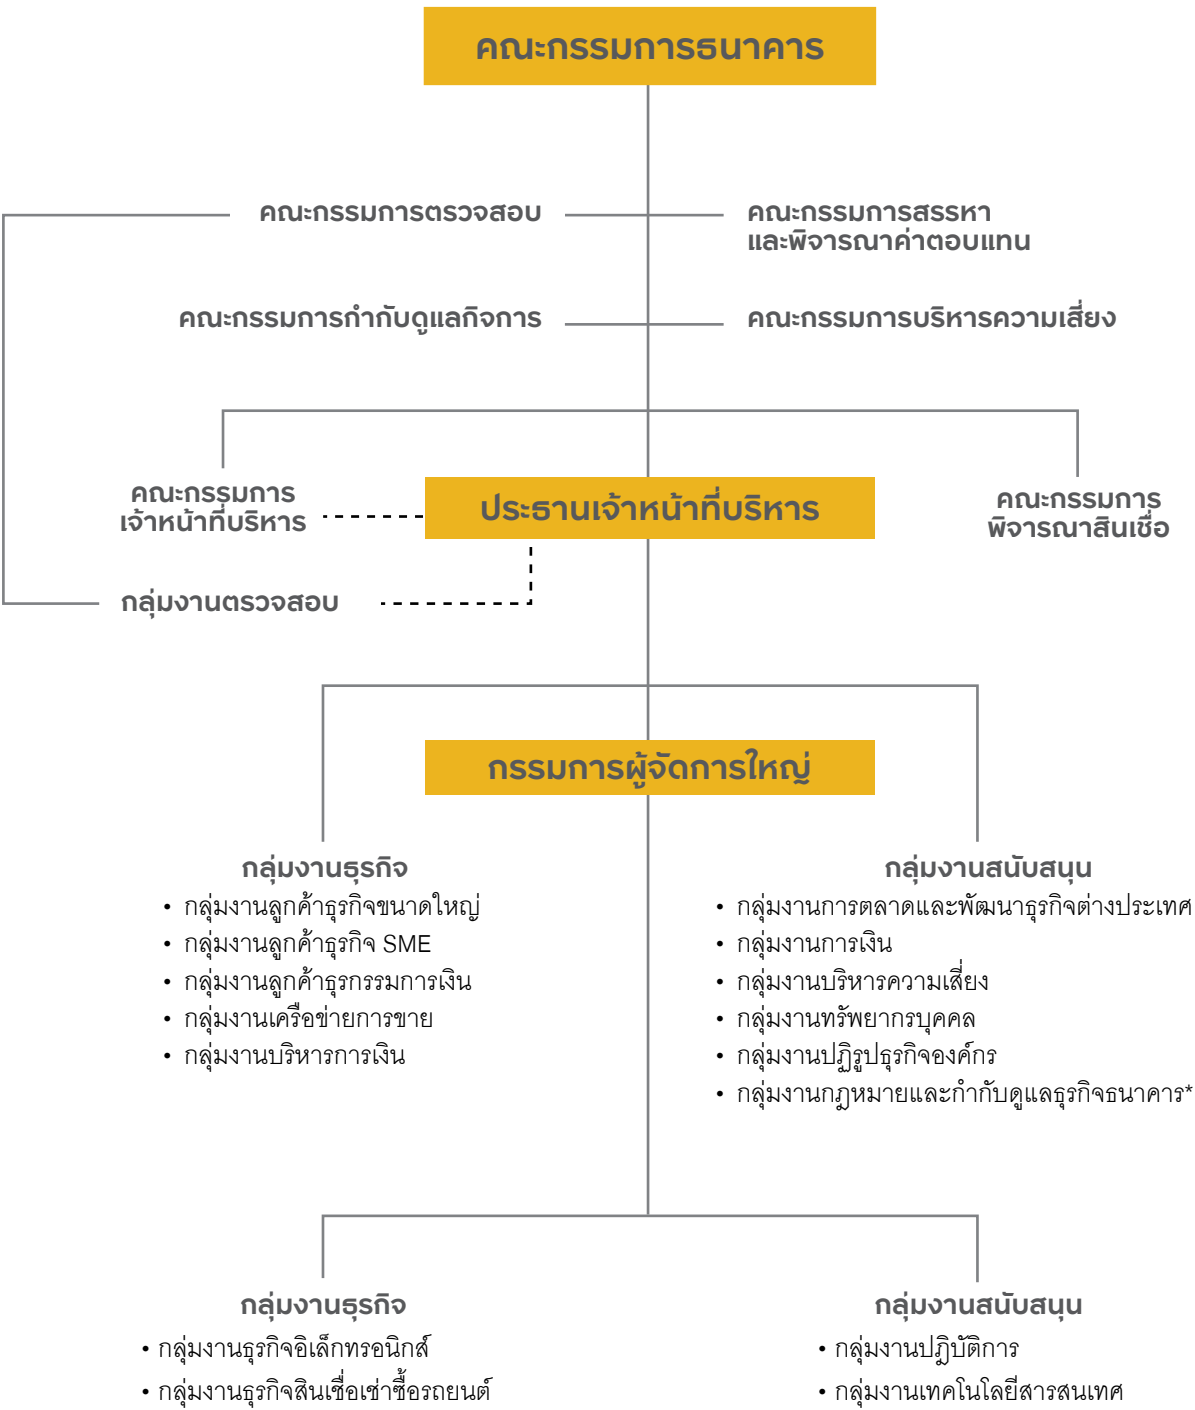 คณะกรรมการธนาคาร
คณะกรรมการตรวจสอบ
คณะกรรมการสรรหา
และพิจารณาค่าตอบแทน
คณะกรรมการกำกับดูแลกิจการ
คณะกรรมการบริหารความเสี่ยง
คณะกรรมการ
เจ้าหน้าที่บริหาร
ประธานเจ้าหน้าที่บริหาร
คณะกรรมการ
พิจารณาสินเชื่อ
กลุ่มงานตรวจสอบ
กรรมการผู้จัดการใหญ่
กลุ่มงานธุรกิจ
• กลุ่มงานลูกค้าธุรกิจขนาดใหญ่
• กลุ่มงานลูกค้าธุรกิจ SME
• กลุ่มงานลูกค้าธุรกรรมการเงิน
• กลุ่มงานเครือข่ายการขาย
• กลุ่มงานบริหารการเงิน
กลุ่มงานสนับสนุน
• กลุ่มงานการตลาดและพัฒนาธุรกิจต่างประเทศ
• กลุ่มงานการเงิน
• กลุ่มงานบริหารความเสี่ยง
• กลุ่มงานทรัพยากรบุคคล
• กลุ่มงานปฏิรูปธุรกิจองค์กร
• กลุ่มงานกฎหมายและกำกับดูแลธุรกิจธนาคาร*
กลุ่มงานธุรกิจ
• กลุ่มงานธุรกิจอิเล็กทรอนิกส์
• กลุ่มงานธุรกิจสินเชื่อเช่าซื้อรถยนต์
กลุ่มงานสนับสนุน
• กลุ่มงานปฏิบัติการ
• กลุ่มงานเทคโนโลยีสารสนเทศ